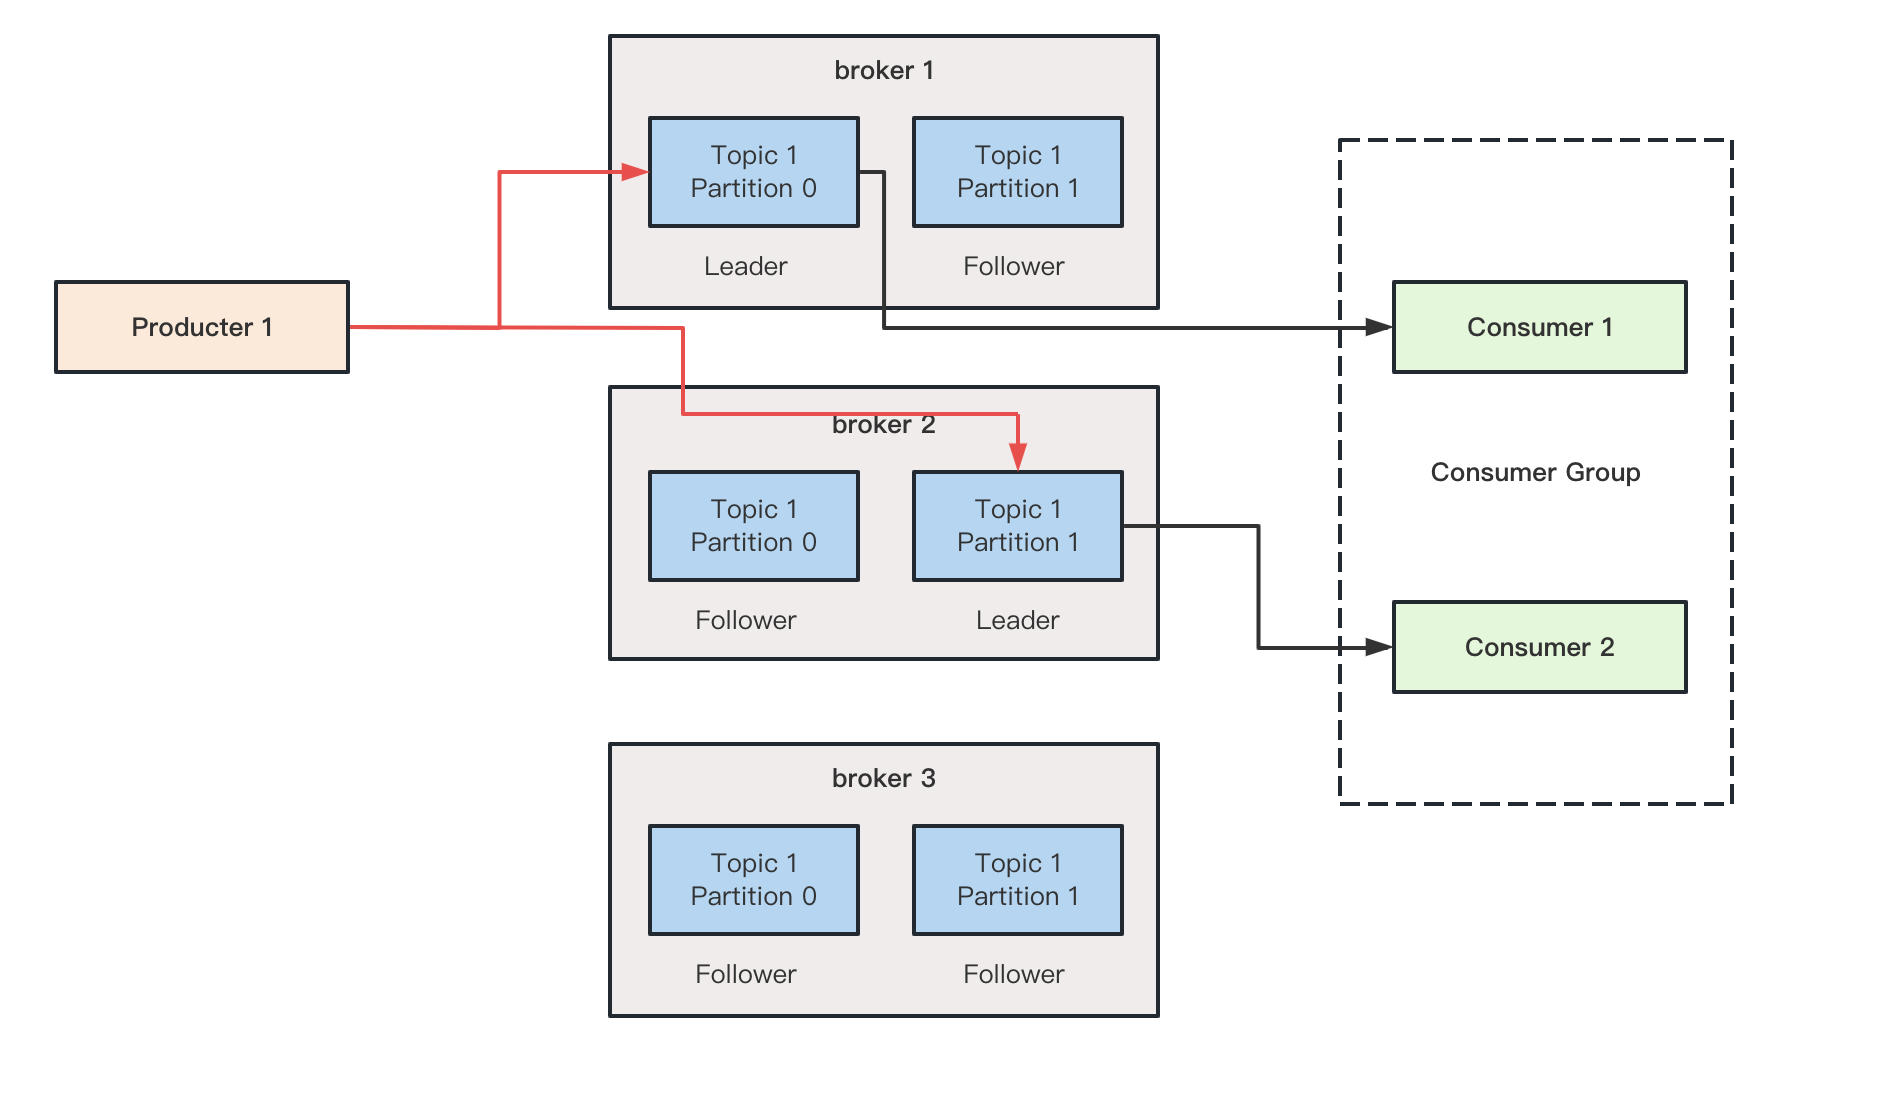 broker 1
Topic 1
Partition 0
Topic 1
Partition 1
Leader
Follower
Producter 1
Consumer 1
broker 2
Consumer Group
Topic 1
Partition 0
Topic 1
Partition 1
Follower
Leader
Consumer 2
broker 3
Topic 1
Partition 0
Topic 1
Partition 1
Follower
Follower